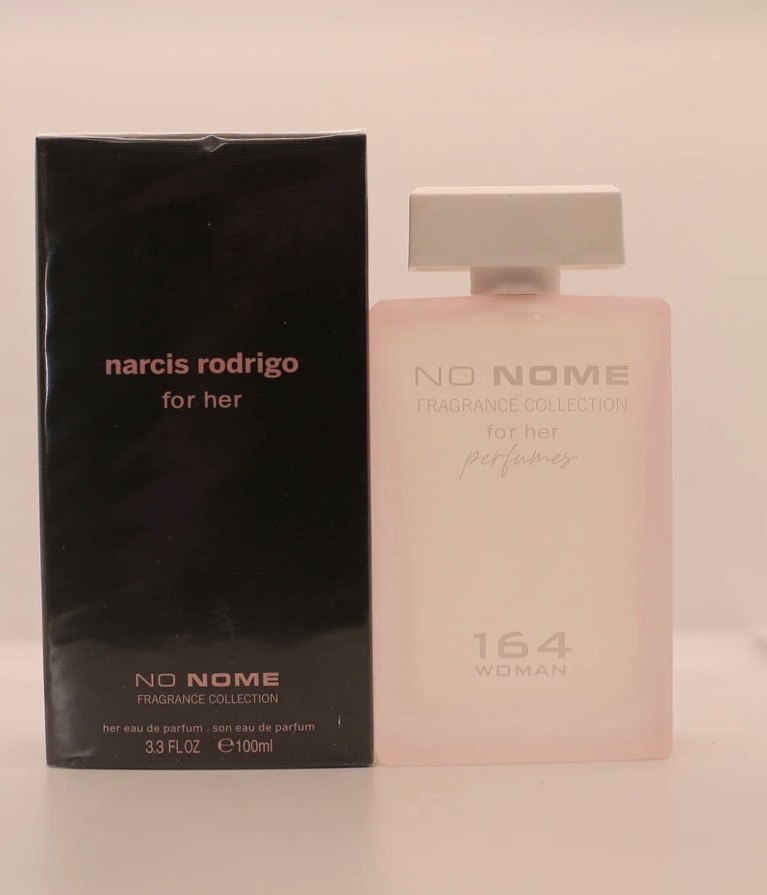 narcis rodrigo
for her
NO NOME
FRAGRANCE COLLECTION
her eau de parfum . son eau de parfum
3.3 FL OZ ℮100ml
NO NOME
FRAGRANCE COLLECTION
for her
perfumes
164
WOMAN